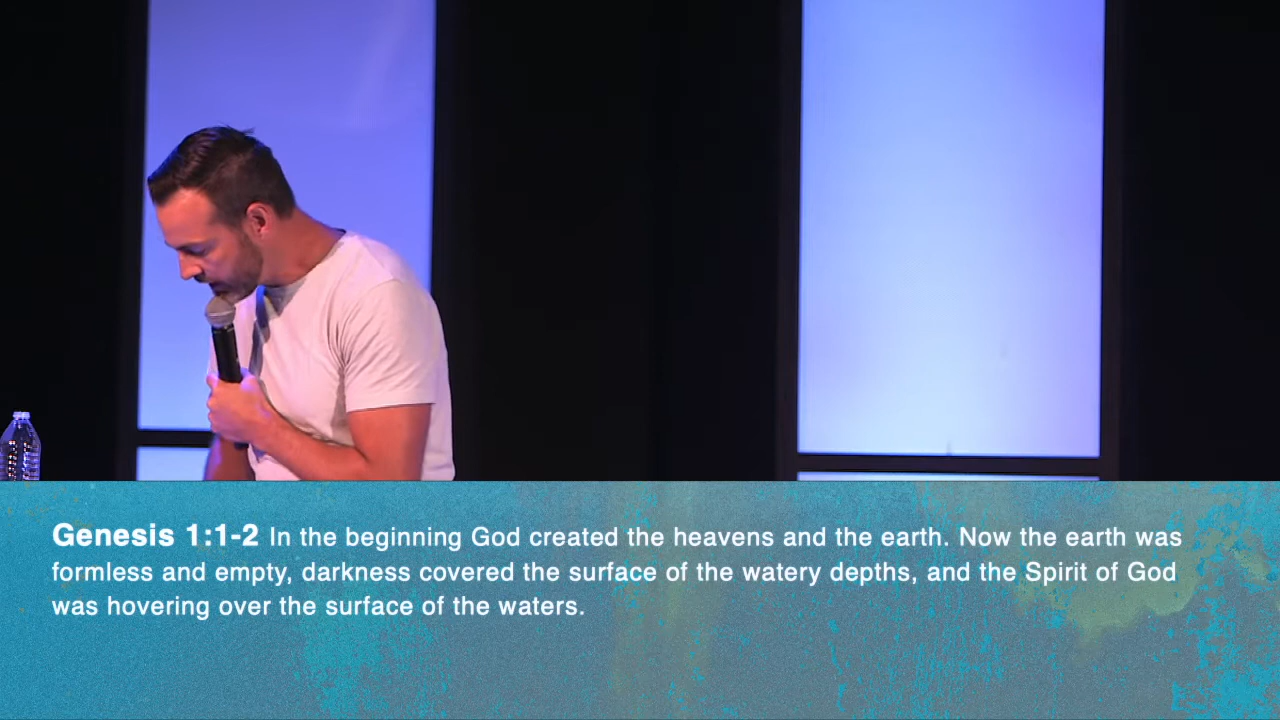 Genesis 1:1-2 In the beginning God created the heavens and the earth. Now the earth was
formless and empty, darkness covered the surface of the watery depths, and the Spirit of God
was hovering over the surface of the waters.